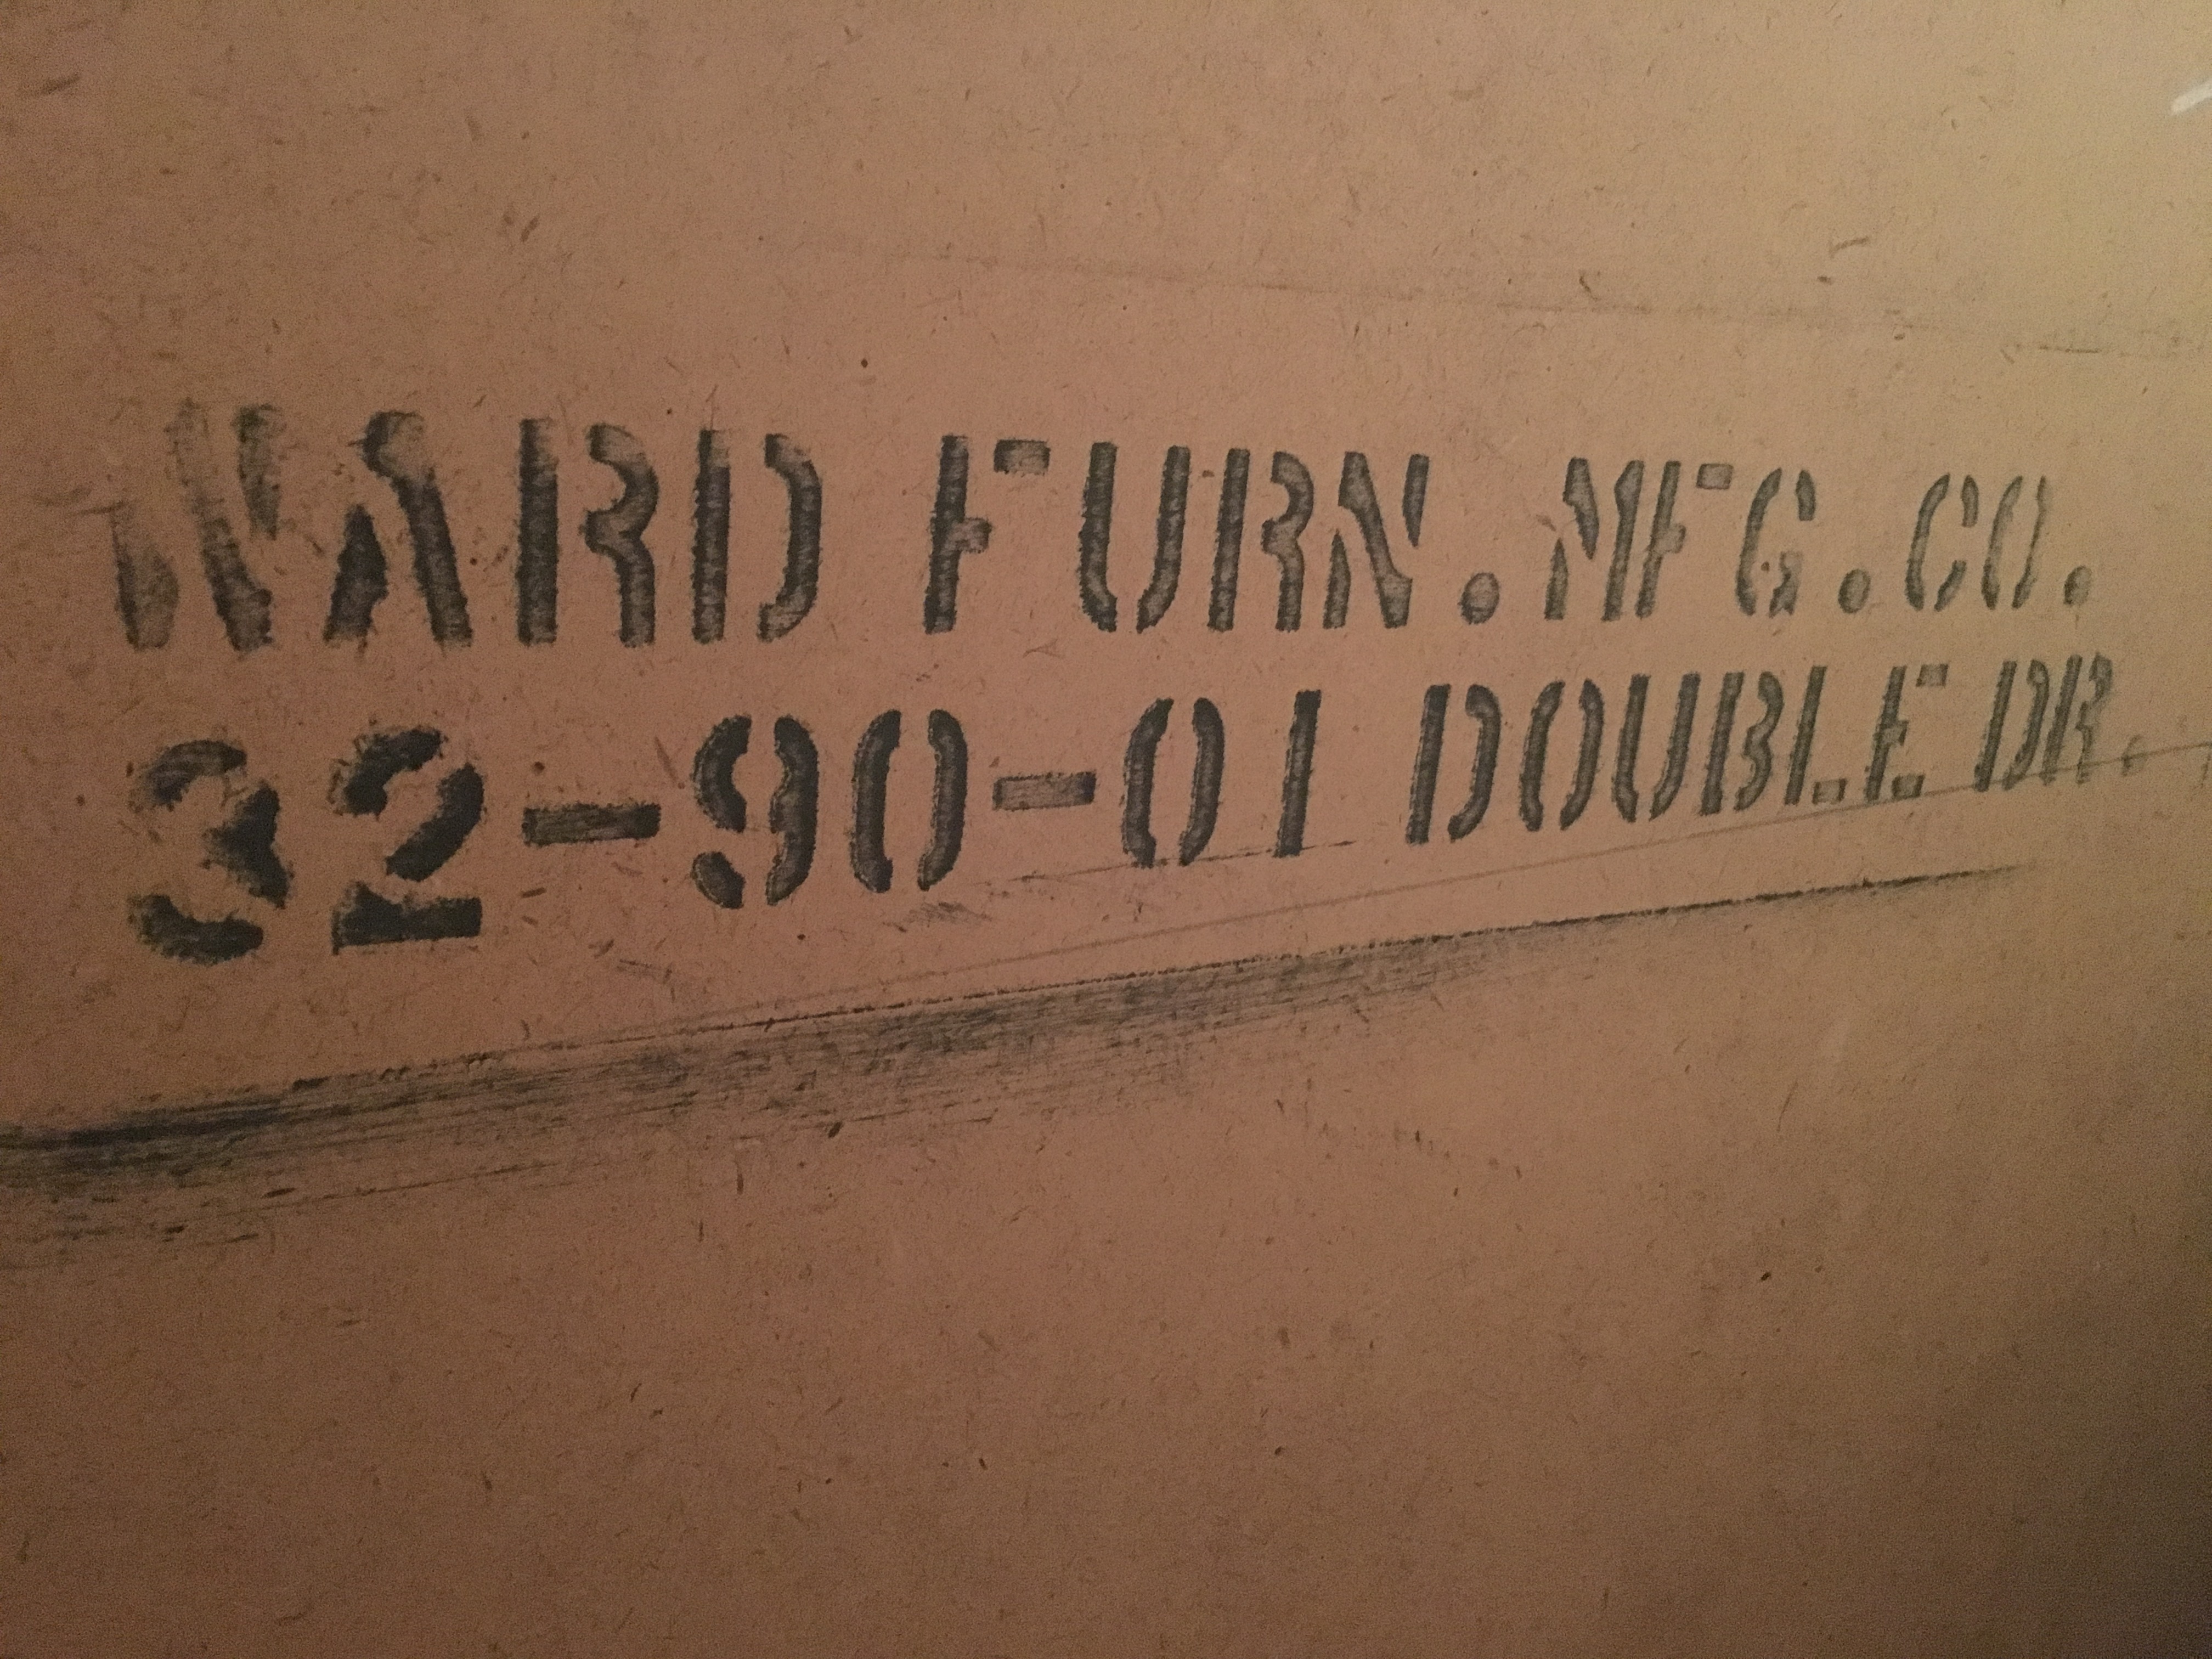 WARD FURN. MFG. CO.
32-90-01 DOUBLE DR.